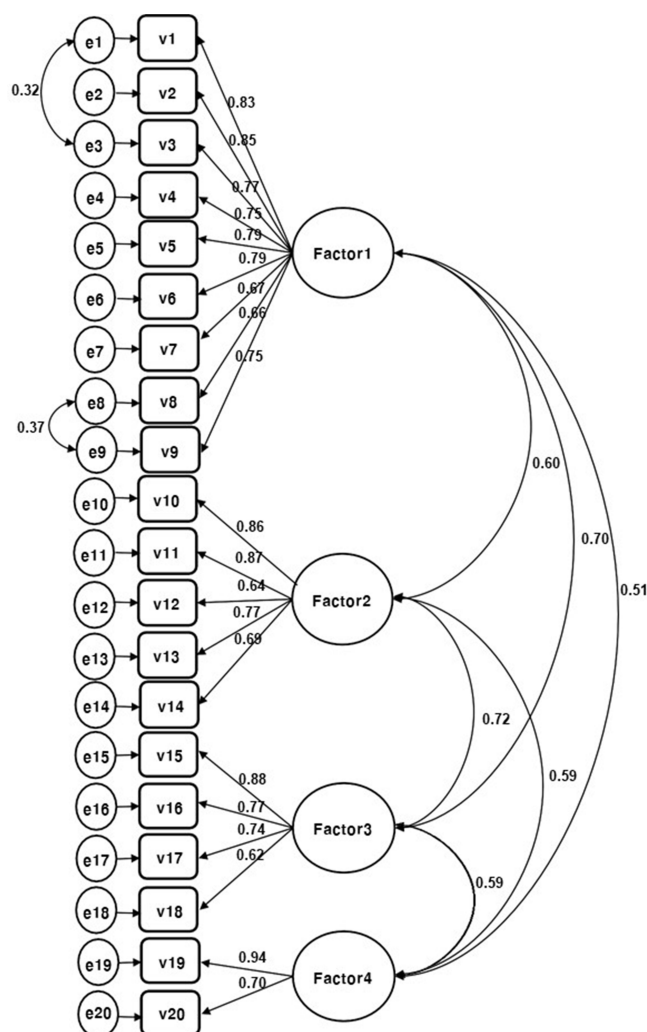 e1 v1
0.83
0.32 e2 v2
0.85
e3 v3
0.77
e4 v4
0.75
0.79
e5 v5
Factor1
0.79
e6 v6
0.67
0.66
e7 v7
0.75
e8 v8
0.37
e9 v9
0.60
e10 v10
0.86
0.70
e11 v11
0.87
0.64
0.51
e12 v12
Factor2
0.77
0.69
e13 v13
e14 v14
0.72
e15 v15
0.88
0.59
e16 v16
0.77
Factor3
0.74
e17 v17
0.62
0.59
e18 v18
e19 v19
0.94
Factor4
0.70
e20 v20